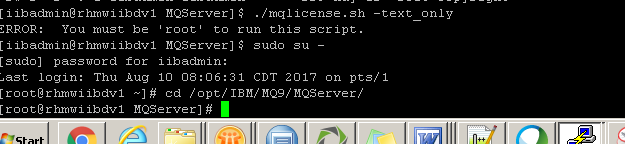 [iibadmin@rhmwiibdv1 MQServer]$ ./mqlicense.sh -text_only
ERROR:  You must be 'root' to run this script.
[iibadmin@rhmwiibdv1 MQServer]$ sudo su -
[sudo] password for iibadmin:
Last login: Thu Aug 10 08:06:31 CDT 2017 on pts/1
[root@rhmwiibdv1 ~]# cd /opt/IBM/MQ9/MQServer/
[root@rhmwiibdv1 MQServer]#
Start